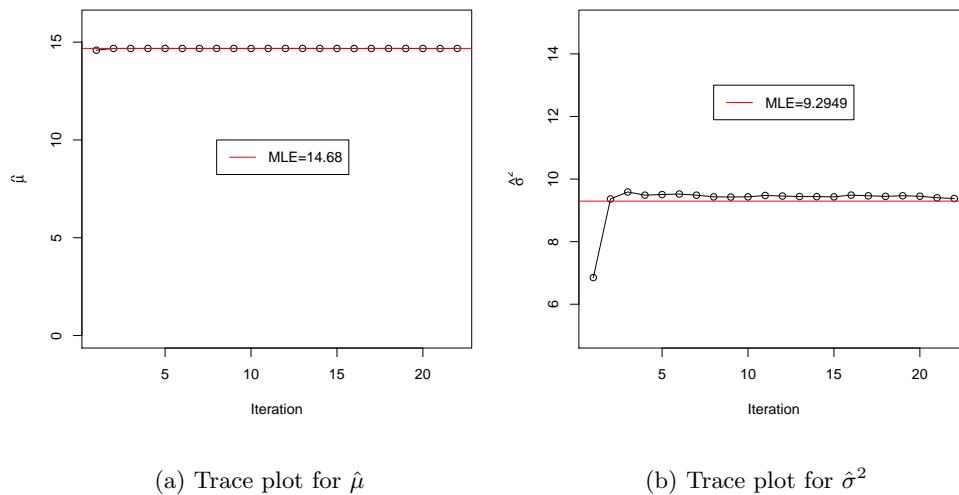 15
10
5
0
μ̂
MLE=14.68
5
10
15
20
Iteration
14
12
10
8
6
σ̂²
MLE=9.2949
5
10
15
20
Iteration
(a) Trace plot for μ̂
(b) Trace plot for σ̂²